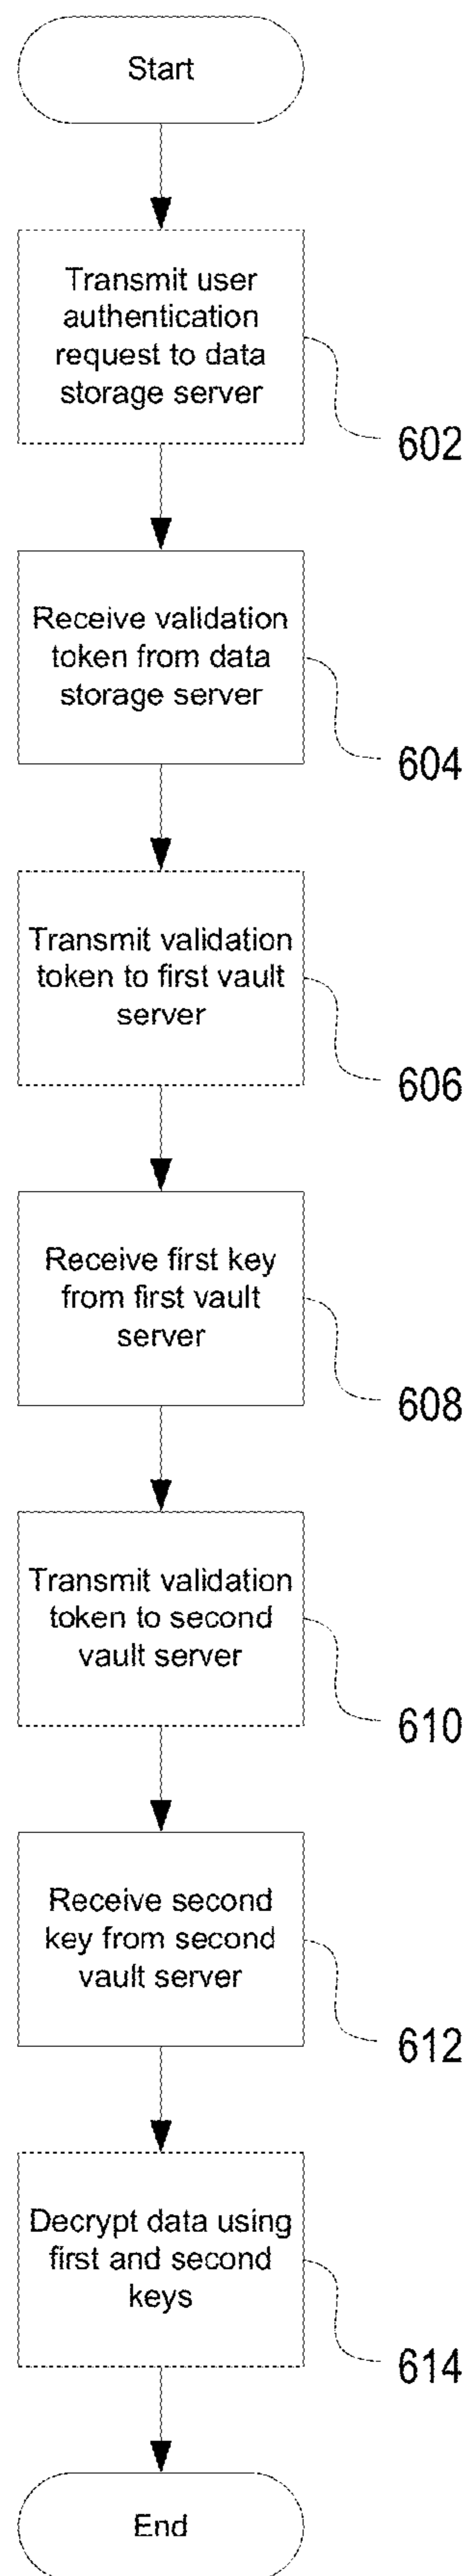 Start
Transmit user
authentication
request to data
storage server
602
Receive validation
token from data
storage server
604
Transmit validation
token to first vault
server
606
Receive first key
from first vault
server
608
Transmit validation
token to second
vault server
610
Receive second
key from second
vault server
612
Decrypt data using
first and second
keys
614
End